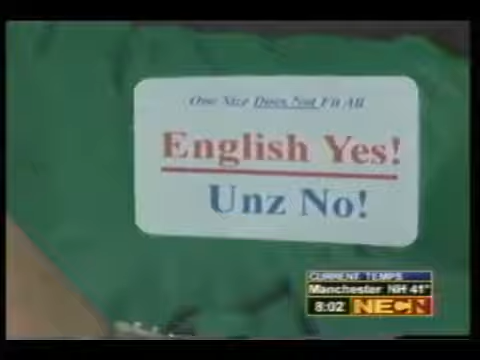 One Size Does Not Fit All
English Yes!
Unz No!
CURRENT TEMPS
Manchester NH 41°
8:02 NECN